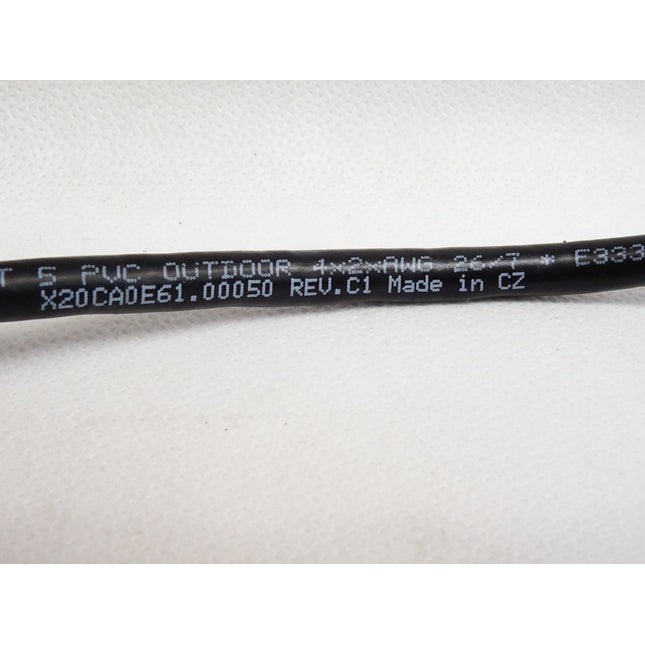 T 5 PVC OUTDOOR 4x2xAWG 26/7 * E333
X20CA0E61.00050 REV.C1 Made in CZ